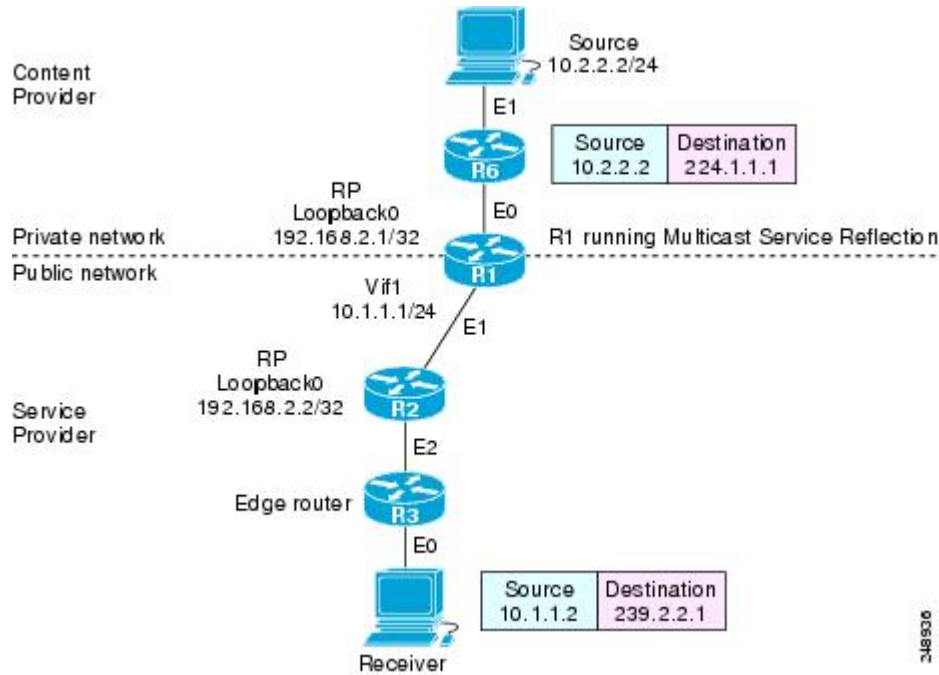 Source
10.2.2.2/24
Content
Provider
E1
R6
Source Destination
10.2.2.2 224.1.1.1
RP
Loopback0
192.168.2.1/32
E0
Private network
R1 running Multicast Service Reflection
Public network
R1
Vif1
10.1.1.1/24
E1
RP
Loopback0
192.168.2.2/32
R2
Service
Provider
E2
Edge router
R3
E0
Source Destination
10.1.1.2 239.2.2.1
Receiver
248936